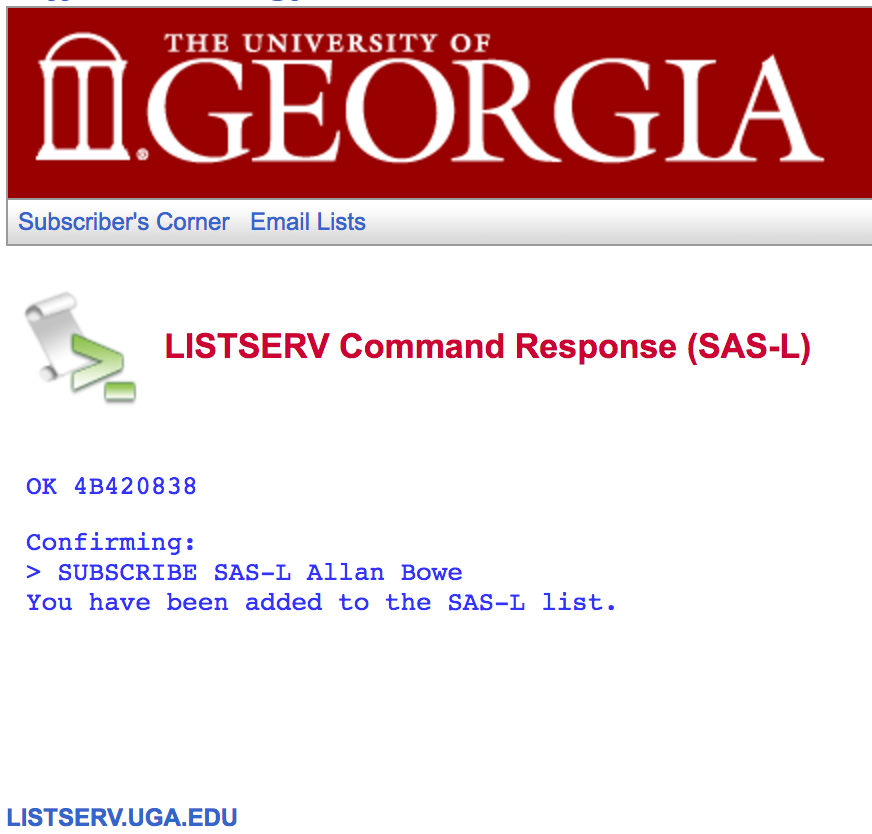 THE UNIVERSITY OF
GEORGIA
Subscriber's Corner Email Lists
LISTSERV Command Response (SAS-L)
OK 4B420838
Confirming:
> SUBSCRIBE SAS-L Allan Bowe
You have been added to the SAS-L list.
LISTSERV.UGA.EDU